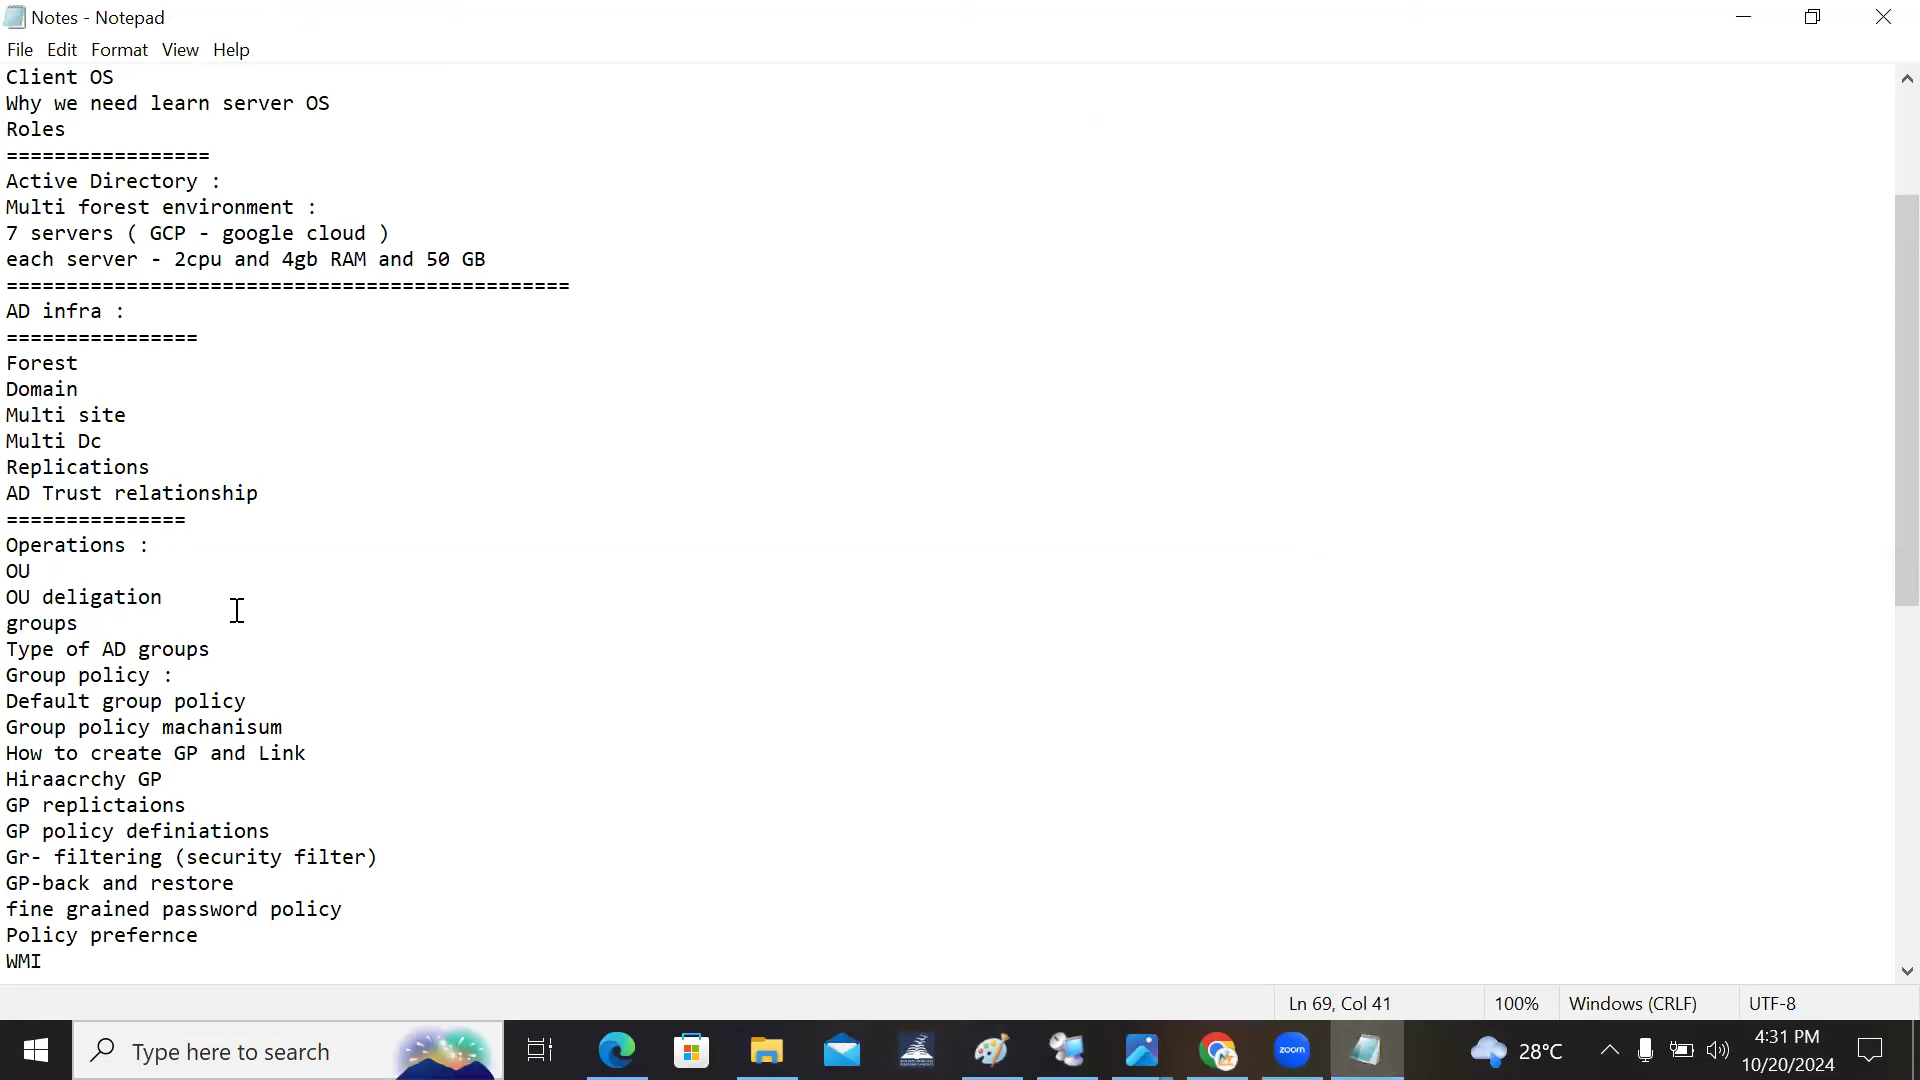 Notes - Notepad
File Edit Format View Help
Client OS
Why we need learn server OS
Roles
=================
Active Directory :
Multi forest environment :
7 servers ( GCP - google cloud )
each server - 2cpu and 4gb RAM and 50 GB
===============================================
AD infra :
================
Forest
Domain
Multi site
Multi Dc
Replications
AD Trust relationship
===============
Operations :
OU
OU deligation
groups
Type of AD groups
Group policy :
Default group policy
Group policy machanisum
How to create GP and Link
Hiraacrchy GP
GP replictaions
GP policy definiations
Gr- filtering (security filter)
GP-back and restore
fine grained password policy
Policy prefernce
WMI
Ln 69, Col 41 100% Windows (CRLF) UTF-8
Type here to search zoom 28°C 4:31 PM
10/20/2024